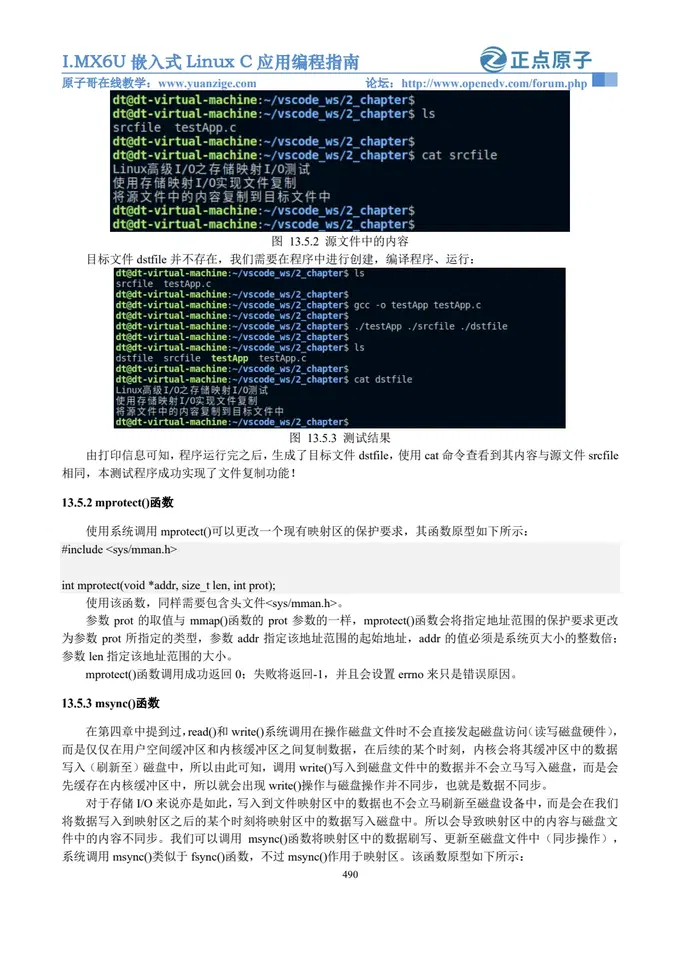 I.MX6U 嵌入式 Linux C 应用编程指南
正点原子
原子哥在线教学：www.yuanzige.com
论坛：http://www.openedv.com/forum.php
dt@dt-virtual-machine:~/vscode_ws/2_chapter$
dt@dt-virtual-machine:~/vscode_ws/2_chapter$ ls
srcfile  testApp.c
dt@dt-virtual-machine:~/vscode_ws/2_chapter$
dt@dt-virtual-machine:~/vscode_ws/2_chapter$ cat srcfile
Linux高级I/O之存储映射I/O测试
使用存储映射I/O实现文件复制
将源文件中的内容复制到目标文件中
dt@dt-virtual-machine:~/vscode_ws/2_chapter$
dt@dt-virtual-machine:~/vscode_ws/2_chapter$
图 13.5.2 源文件中的内容
目标文件 dstfile 并不存在，我们需要在程序中进行创建，编译程序、运行：
dt@dt-virtual-machine:~/vscode_ws/2_chapter$ ls
srcfile  testApp.c
dt@dt-virtual-machine:~/vscode_ws/2_chapter$
dt@dt-virtual-machine:~/vscode_ws/2_chapter$ gcc -o testApp testApp.c
dt@dt-virtual-machine:~/vscode_ws/2_chapter$
dt@dt-virtual-machine:~/vscode_ws/2_chapter$ ./testApp ./srcfile ./dstfile
dt@dt-virtual-machine:~/vscode_ws/2_chapter$
dt@dt-virtual-machine:~/vscode_ws/2_chapter$ ls
dstfile  srcfile  testApp  testApp.c
dt@dt-virtual-machine:~/vscode_ws/2_chapter$
dt@dt-virtual-machine:~/vscode_ws/2_chapter$ cat dstfile
Linux高级I/O之存储映射I/O测试
使用存储映射I/O实现文件复制
将源文件中的内容复制到目标文件中
dt@dt-virtual-machine:~/vscode_ws/2_chapter$
图 13.5.3 测试结果
由打印信息可知，程序运行完之后，生成了目标文件 dstfile，使用 cat 命令查看到其内容与源文件 srcfile
相同，本测试程序成功实现了文件复制功能！
13.5.2 mprotect()函数
使用系统调用 mprotect()可以更改一个现有映射区的保护要求，其函数原型如下所示：
#include <sys/mman.h>
int mprotect(void *addr, size_t len, int prot);
使用该函数，同样需要包含头文件<sys/mman.h>。
参数 prot 的取值与 mmap()函数的 prot 参数的一样，mprotect()函数会将指定地址范围的保护要求更改
为参数 prot 所指定的类型，参数 addr 指定该地址范围的起始地址，addr 的值必须是系统页大小的整数倍；
参数 len 指定该地址范围的大小。
mprotect()函数调用成功返回 0；失败将返回-1，并且会设置 errno 来只是错误原因。
13.5.3 msync()函数
在第四章中提到过，read()和 write()系统调用在操作磁盘文件时不会直接发起磁盘访问（读写磁盘硬件），
而是仅仅在用户空间缓冲区和内核缓冲区之间复制数据，在后续的某个时刻，内核会将其缓冲区中的数据
写入（刷新至）磁盘中，所以由此可知，调用 write()写入到磁盘文件中的数据并不会立马写入磁盘，而是会
先缓存在内核缓冲区中，所以就会出现 write()操作与磁盘操作并不同步，也就是数据不同步。
对于存储 I/O 来说亦是如此，写入到文件映射区中的数据也不会立马刷新至磁盘设备中，而是会在我们
将数据写入到映射区之后的某个时刻将映射区中的数据写入磁盘中。所以会导致映射区中的内容与磁盘文
件中的内容不同步。我们可以调用 msync()函数将映射区中的数据刷写、更新至磁盘文件中（同步操作），
系统调用 msync()类似于 fsync()函数，不过 msync()作用于映射区。该函数原型如下所示：
490